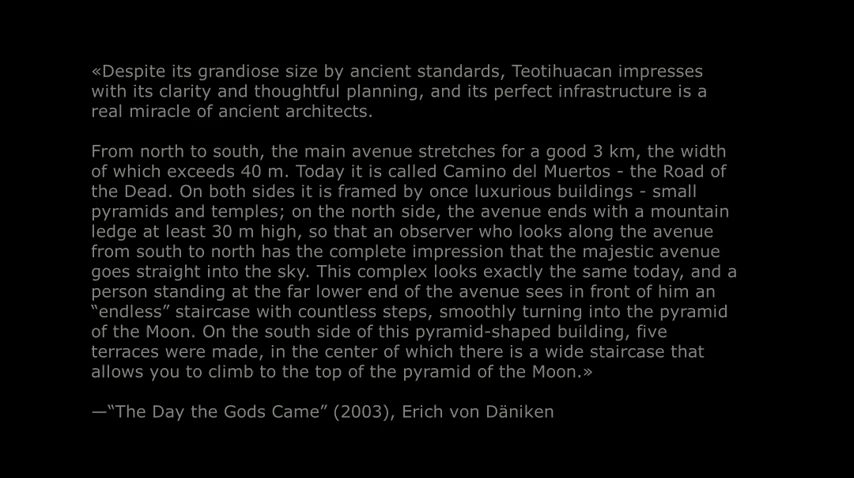 «Despite its grandiose size by ancient standards, Teotihuacan impresses
with its clarity and thoughtful planning, and its perfect infrastructure is a
real miracle of ancient architects.
From north to south, the main avenue stretches for a good 3 km, the width
of which exceeds 40 m. Today it is called Camino del Muertos - the Road of
the Dead. On both sides it is framed by once luxurious buildings - small
pyramids and temples; on the north side, the avenue ends with a mountain
ledge at least 30 m high, so that an observer who looks along the avenue
from south to north has the complete impression that the majestic avenue
goes straight into the sky. This complex looks exactly the same today, and a
person standing at the far lower end of the avenue sees in front of him an
“endless” staircase with countless steps, smoothly turning into the pyramid
of the Moon. On the south side of this pyramid-shaped building, five
terraces were made, in the center of which there is a wide staircase that
allows you to climb to the top of the pyramid of the Moon.»
—“The Day the Gods Came” (2003), Erich von Däniken